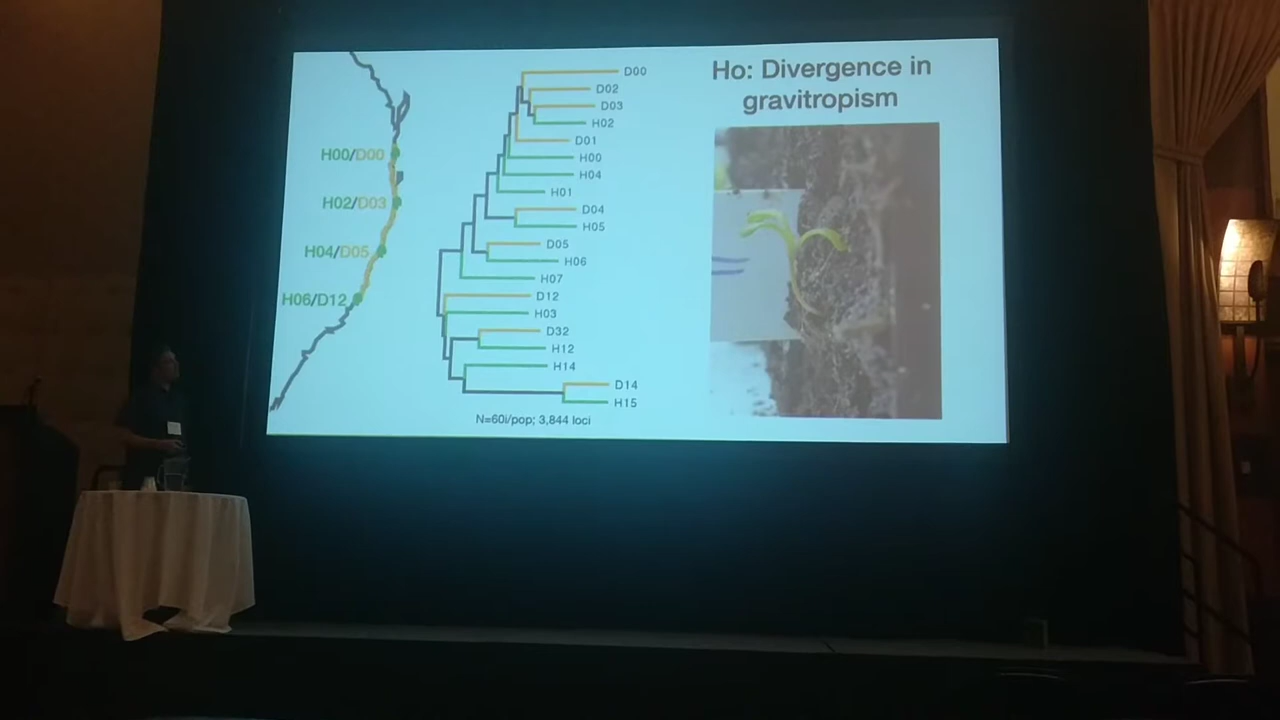 H00/D00
H02/D03
H04/D05
H06/D12
D00
D02
D03
H02
D01
H00
H04
H01
D04
H05
D05
H06
H07
D12
H03
D32
H12
H14
D14
H15
N=60i/pop; 3,844 loci
Ho: Divergence in
gravitropism